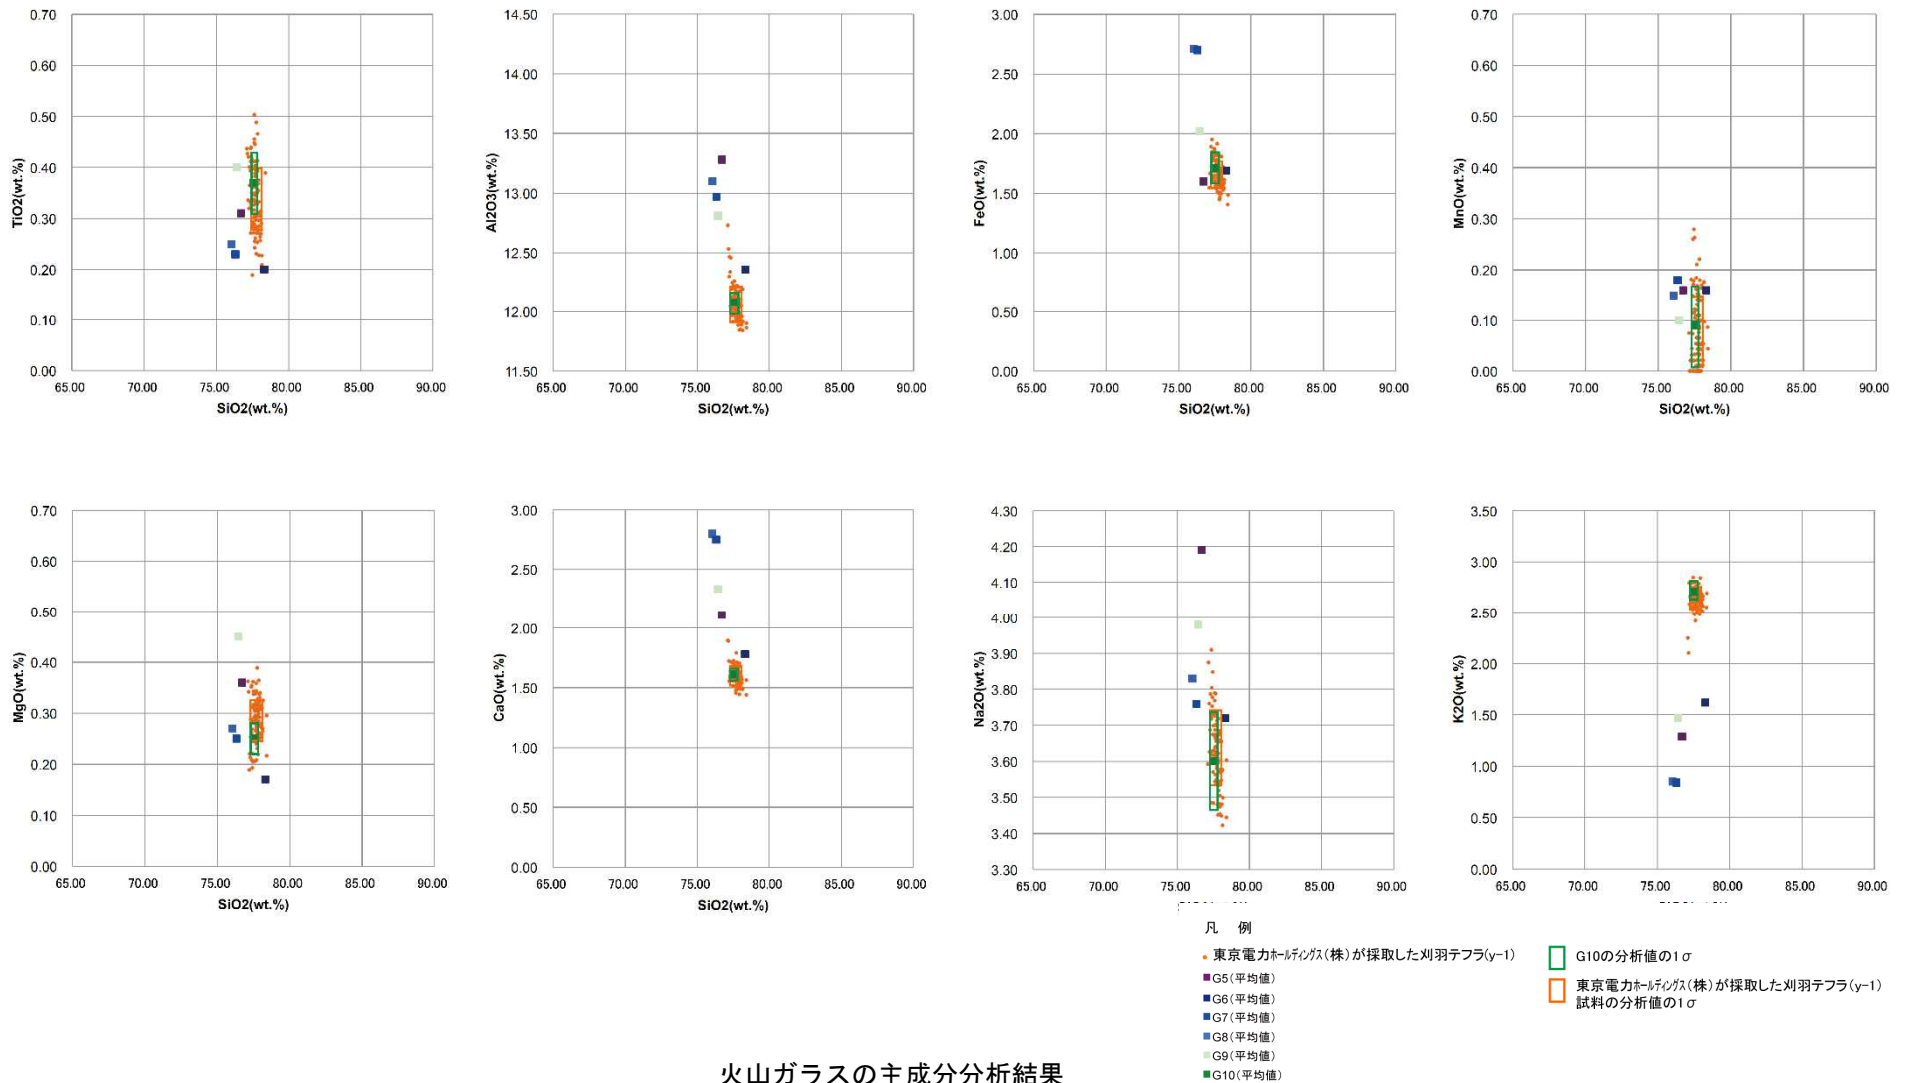 0.70
0.60
0.50
0.40
0.30
0.20
0.10
0.00
TiO2(wt.%)
65.00 70.00 75.00 80.00 85.00 90.00
SiO2(wt.%)
14.50
14.00
13.50
13.00
12.50
12.00
11.50
Al2O3(wt.%)
65.00 70.00 75.00 80.00 85.00 90.00
SiO2(wt.%)
3.00
2.50
2.00
1.50
1.00
0.50
0.00
FeO(wt.%)
65.00 70.00 75.00 80.00 85.00 90.00
SiO2(wt.%)
0.70
0.60
0.50
0.40
0.30
0.20
0.10
0.00
MnO(wt.%)
65.00 70.00 75.00 80.00 85.00 90.00
SiO2(wt.%)
0.70
0.60
0.50
0.40
0.30
0.20
0.10
0.00
MgO(wt.%)
65.00 70.00 75.00 80.00 85.00 90.00
SiO2(wt.%)
3.00
2.50
2.00
1.50
1.00
0.50
0.00
CaO(wt.%)
65.00 70.00 75.00 80.00 85.00 90.00
SiO2(wt.%)
4.30
4.20
4.10
4.00
3.90
3.80
3.70
3.60
3.50
3.40
3.30
Na2O(wt.%)
65.00 70.00 75.00 80.00 85.00 90.00
3.50
3.00
2.50
2.00
1.50
1.00
0.50
0.00
K2O(wt.%)
65.00 70.00 75.00 80.00 85.00 90.00
凡 例
東京電力ホールディングス(株)が採取した刈羽テフラ(y-1)
G5(平均値)
G6(平均値)
G7(平均値)
G8(平均値)
G9(平均値)
G10(平均値)
G10の分析値の1σ
東京電力ホールディングス(株)が採取した刈羽テフラ(y-1)
試料の分析値の1σ
火山ガラスの主成分分析結果